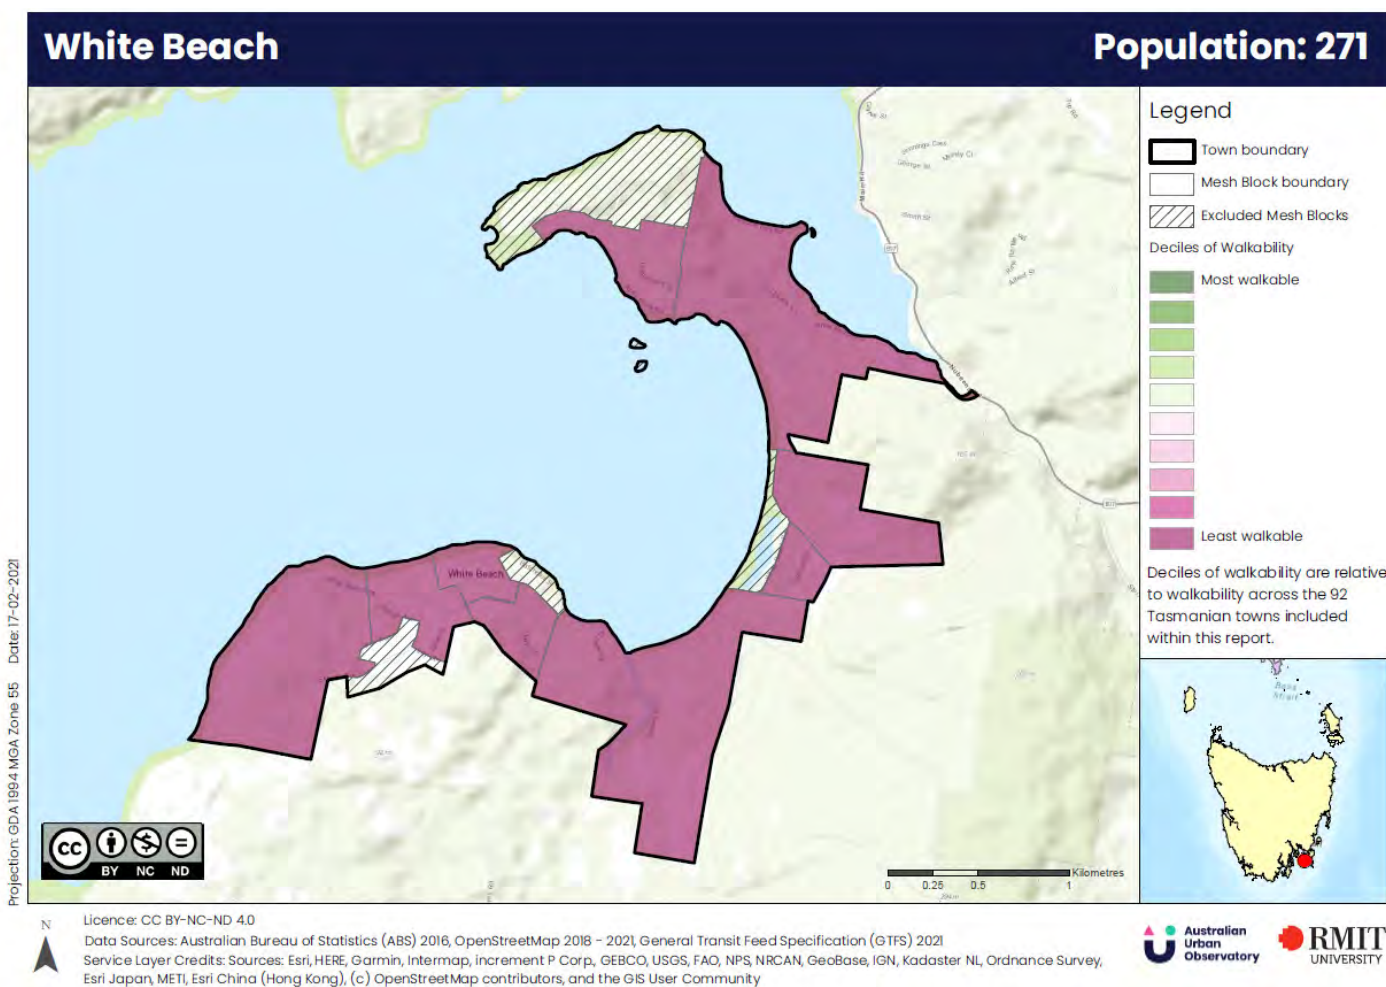 White Beach
Population: 271
Legend
Town boundary
Mesh Block boundary
Excluded Mesh Blocks
Deciles of Walkability
Most walkable
Least walkable
Deciles of walkability are relative
to walkability across the 92
Tasmanian towns included
within this report.
White Beach
Bass
Strait
Kilometres
0 0.25 0.5 1
cc
BY NC ND
Projection: GDA 1994 MGA Zone 55 Date: 17-02-2021
N
Licence: CC BY-NC-ND 4.0
Data Sources: Australian Bureau of Statistics (ABS) 2016, OpenStreetMap 2018 - 2021, General Transit Feed Specification (GTFS) 2021
Service Layer Credits: Sources: Esri, HERE, Garmin, Intermap, increment P Corp., GEBCO, USGS, FAO, NPS, NRCAN, GeoBase, IGN, Kadaster NL, Ordnance Survey,
Esri Japan, METI, Esri China (Hong Kong), (c) OpenStreetMap contributors, and the GIS User Community
Australian
Urban
Observatory
RMIT
UNIVERSITY